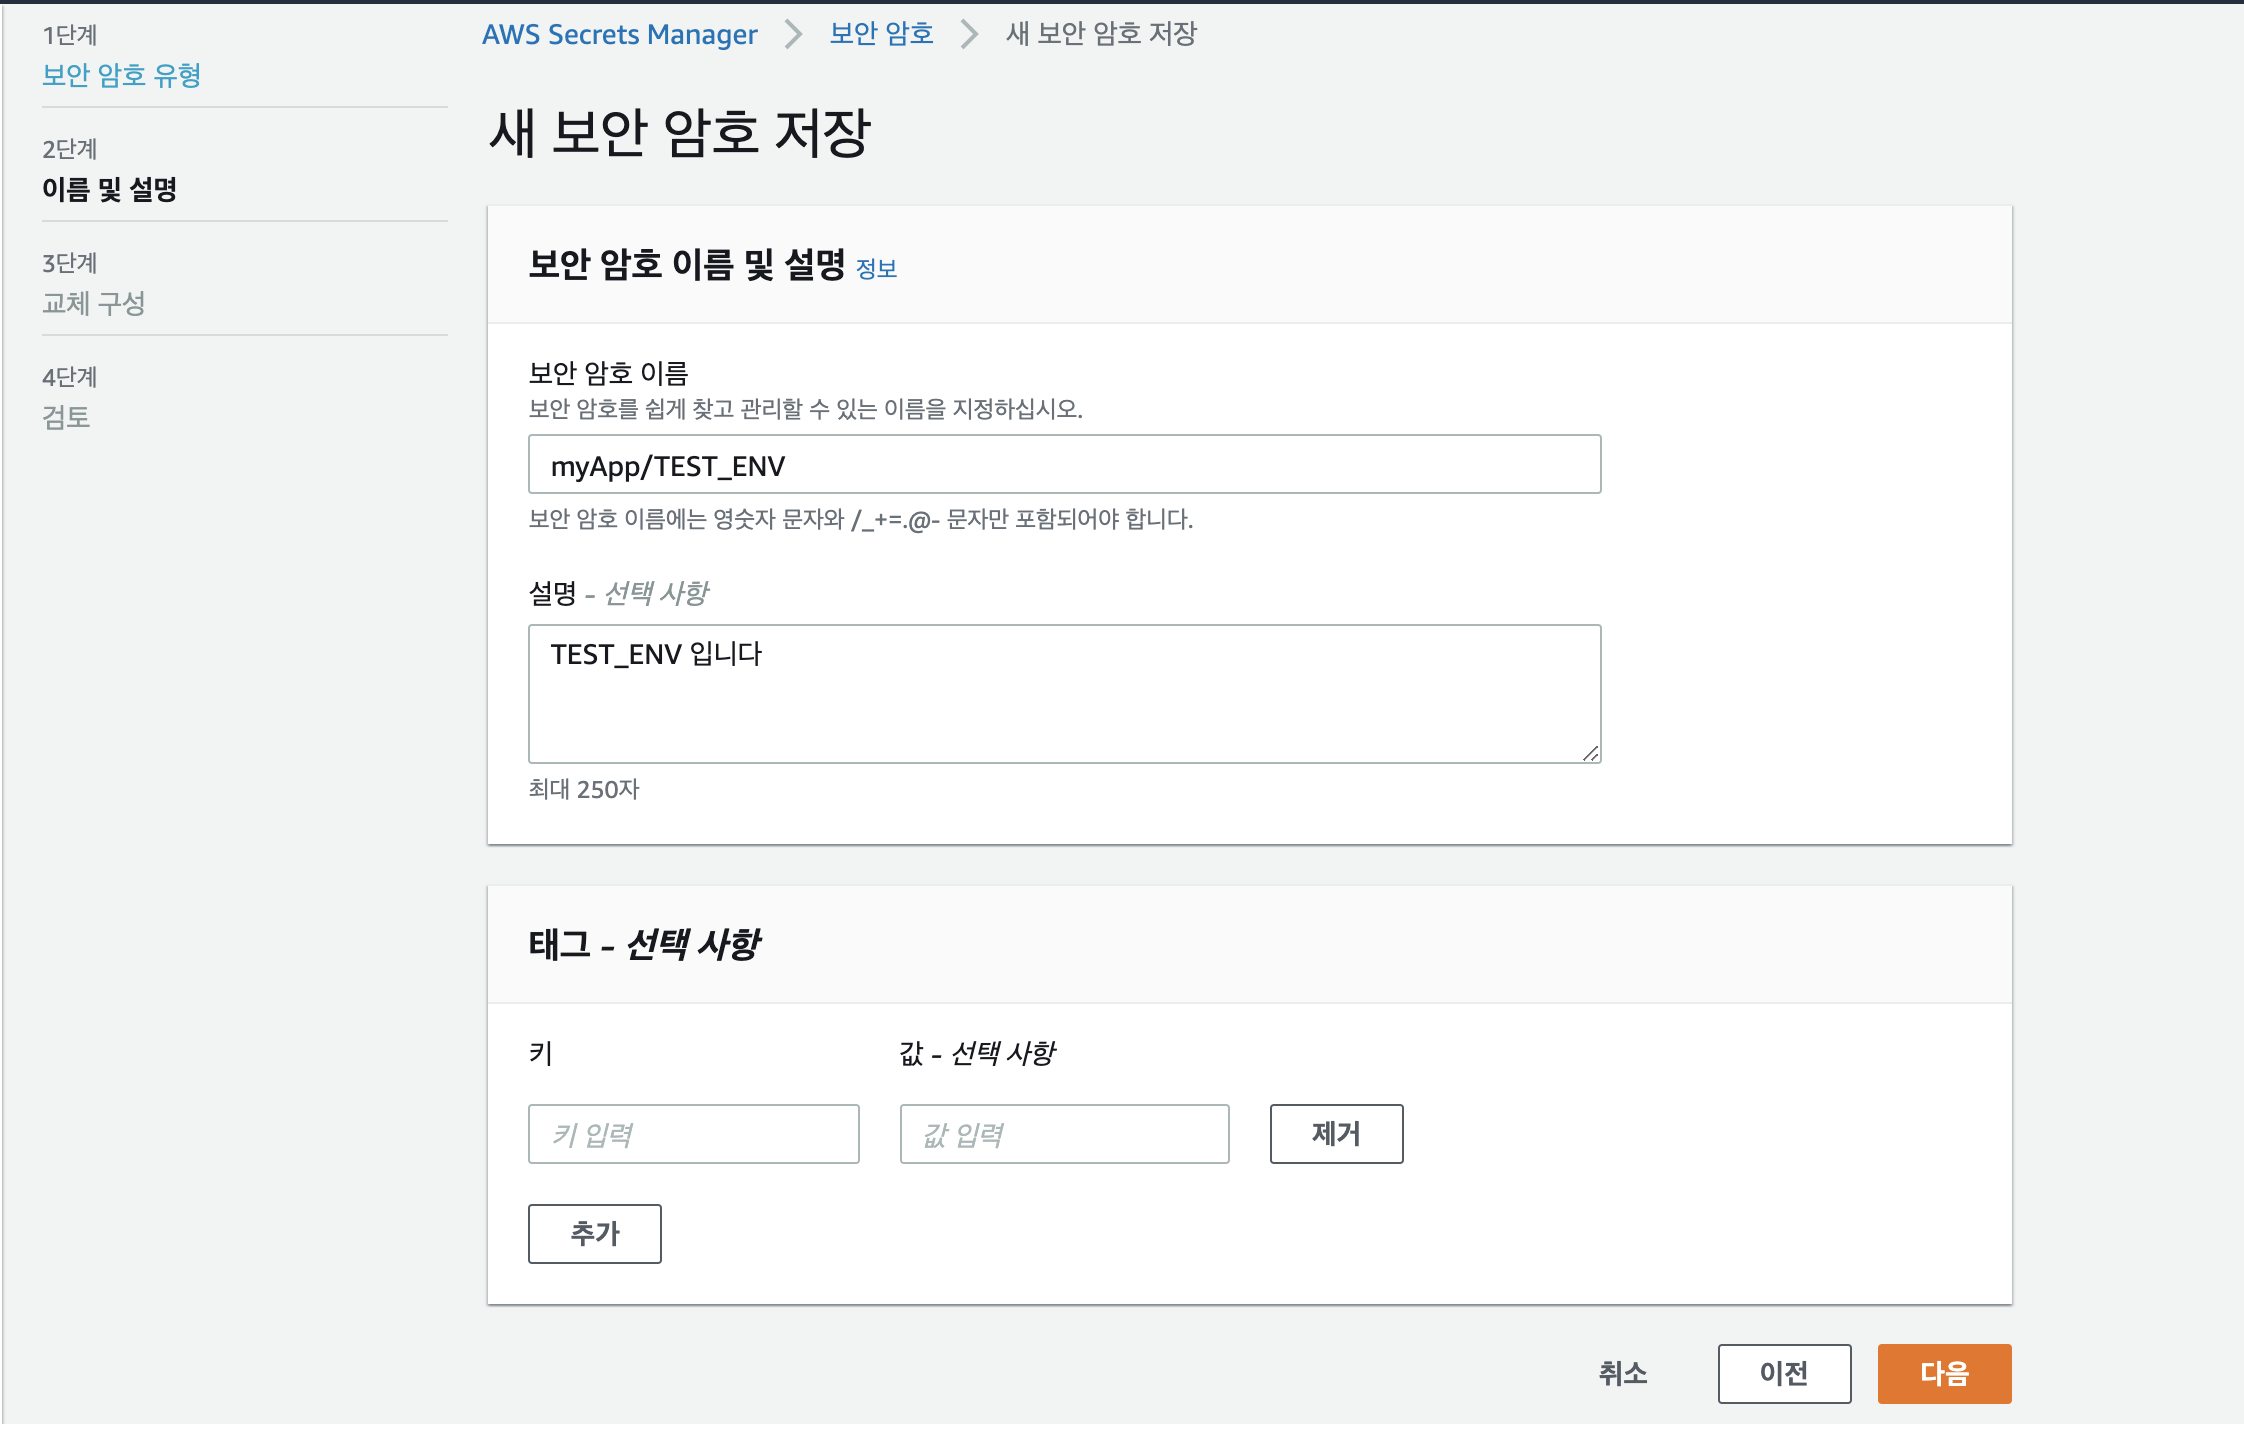 1단계
보안 암호 유형
2단계
이름 및 설명
3단계
교체 구성
4단계
검토
AWS Secrets Manager > 보안 암호 > 새 보안 암호 저장
새 보안 암호 저장
보안 암호 이름 및 설명 정보
보안 암호 이름
보안 암호를 쉽게 찾고 관리할 수 있는 이름을 지정하십시오.
myApp/TEST_ENV
보안 암호 이름에는 영숫자 문자와 /_+=.@- 문자만 포함되어야 합니다.
설명 - 선택 사항
TEST_ENV 입니다
최대 250자
태그 - 선택 사항
키 값 - 선택 사항
키 입력 값 입력 제거
추가
취소 이전 다음